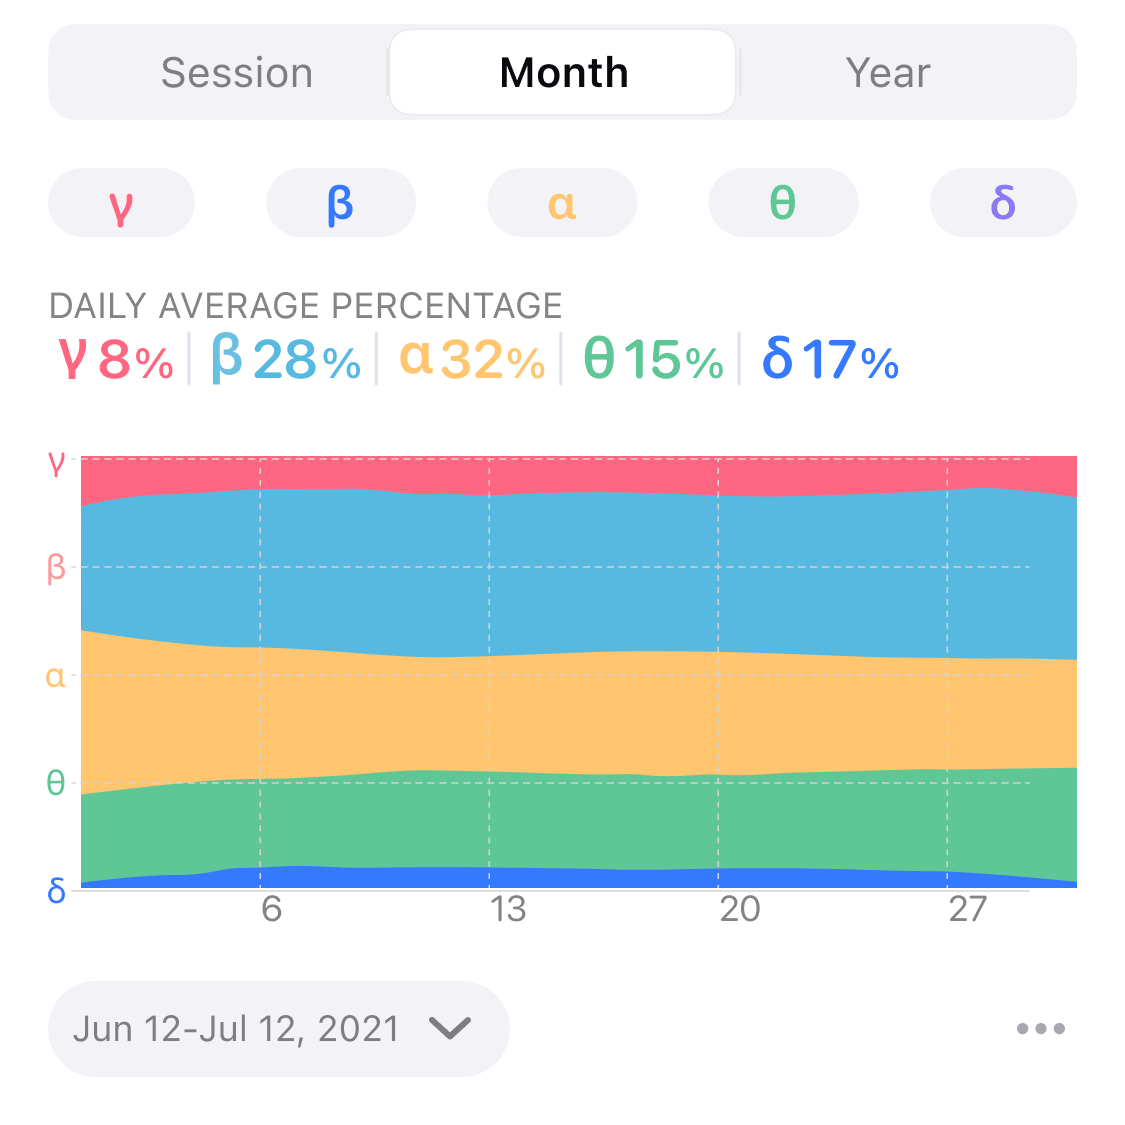 Session Month Year
γ β α θ δ
DAILY AVERAGE PERCENTAGE
γ 8% β 28% α 32% θ 15% δ 17%
γ
β
α
θ
δ
6 13 20 27
Jun 12-Jul 12, 2021